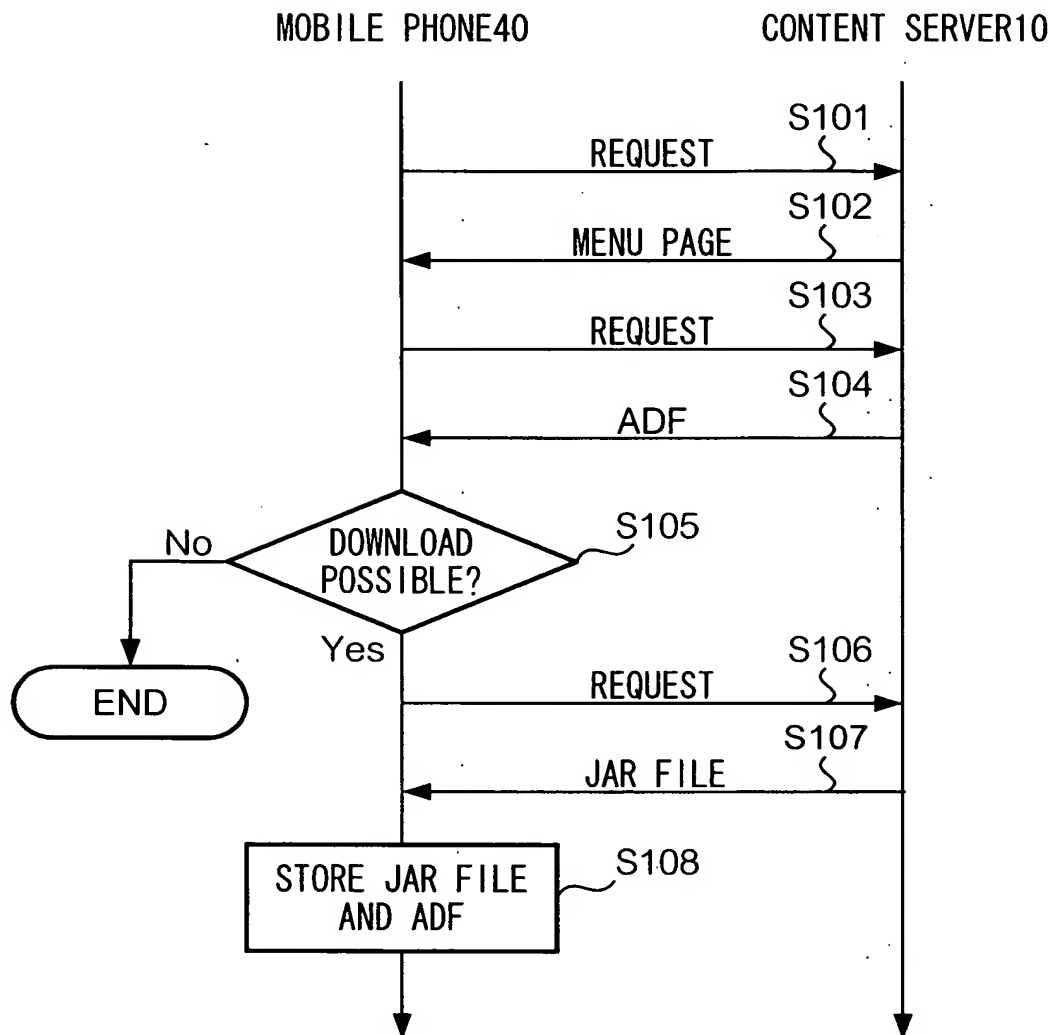 MOBILE PHONE40
CONTENT SERVER10
S101
REQUEST
S102
MENU PAGE
S103
REQUEST
S104
ADF
S105
No
DOWNLOAD
POSSIBLE?
Yes
S106
END
REQUEST
S107
JAR FILE
S108
STORE JAR FILE
AND ADF